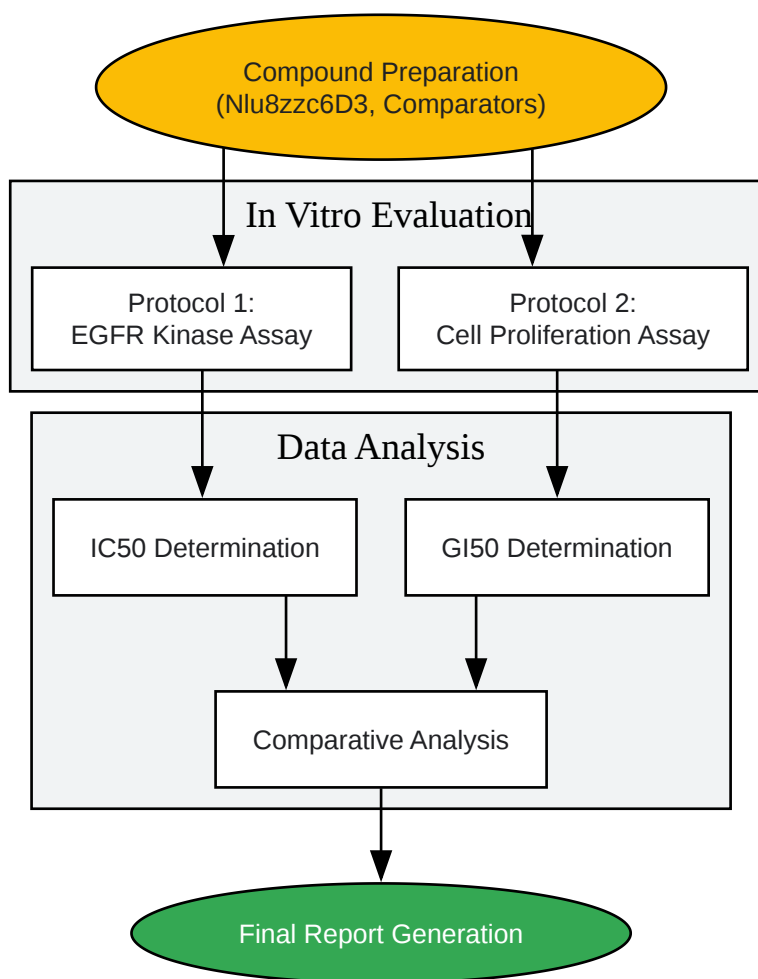 Compound Preparation
(Nlu8zzc6D3, Comparators)
In Vitro Evaluation
Protocol 1:
EGFR Kinase Assay
Protocol 2:
Cell Proliferation Assay
Data Analysis
IC50 Determination
GI50 Determination
Comparative Analysis
Final Report Generation